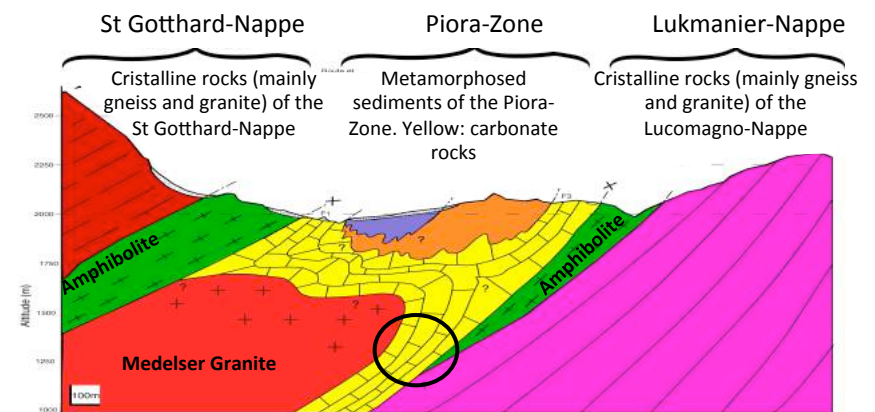 St Gotthard-Nappe
Piora-Zone
Lukmanier-Nappe
Cristalline rocks (mainly
gneiss and granite) of the
St Gotthard-Nappe
Metamorphosed
sediments of the Piora-
Zone. Yellow: carbonate
rocks
Cristalline rocks (mainly gneiss
and granite) of the
Lucomagno-Nappe
2500
2250
2000
1750
1500
1250
1000
Altitude (m)
F1
F3
?
?
?
?
?
?
Amphibolite
Amphibolite
Medelser Granite
100m